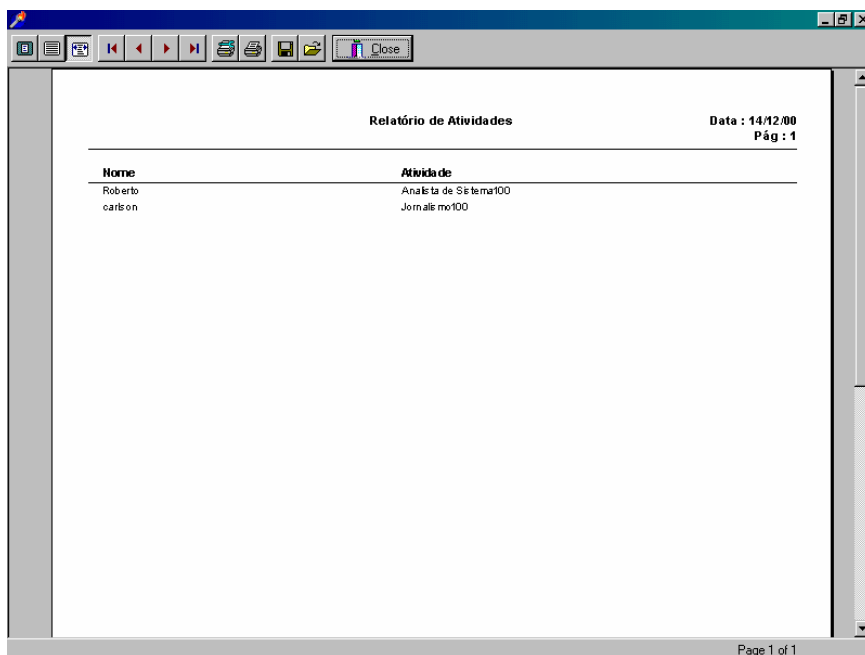 Close
Relatório de Atividades Data : 14/12/00
Pág : 1
Nome Atividade
Roberto Analista de Sistema100
carlson Jornalismo100
Page 1 of 1